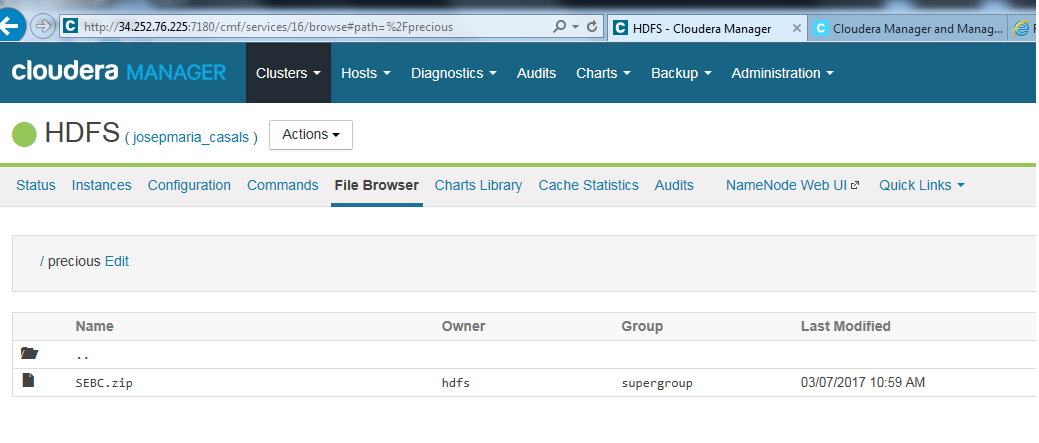 http://34.252.76.225:7180/cmf/services/16/browse#path=%2Fprecious HDFS - Cloudera Manager Cloudera Manager and Manag...
cloudera MANAGER Clusters Hosts Diagnostics Audits Charts Backup Administration
HDFS ( josepmaria_casals ) Actions
Status Instances Configuration Commands File Browser Charts Library Cache Statistics Audits NameNode Web UI Quick Links
/ precious Edit
Name Owner Group Last Modified
..
SEBC.zip hdfs supergroup 03/07/2017 10:59 AM